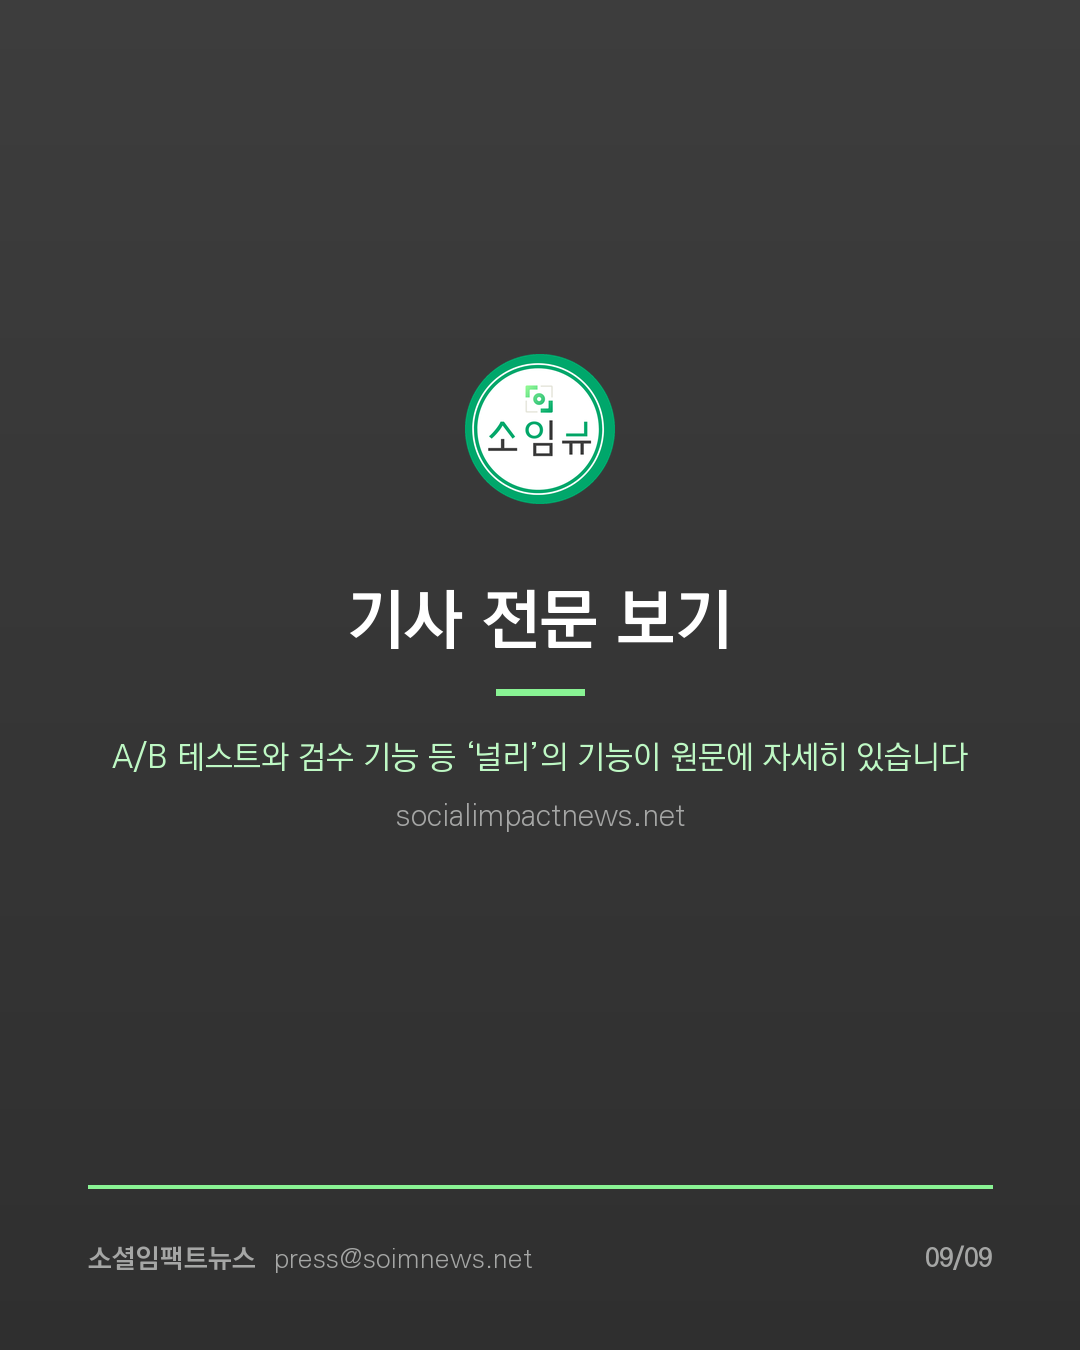 소임뉴
기사 전문 보기
A/B 테스트와 검수 기능 등 ‘널리’의 기능이 원문에 자세히 있습니다
socialimpactnews.net
소셜임팩트뉴스 press@soimnews.net 09/09